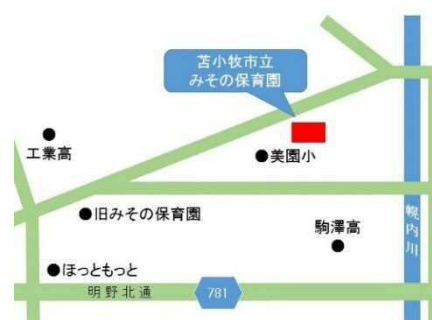 苫小牧市立
みその保育園
工業高
美園小
旧みその保育園
駒澤高
幌内川
ほっともっと
明野北通
781